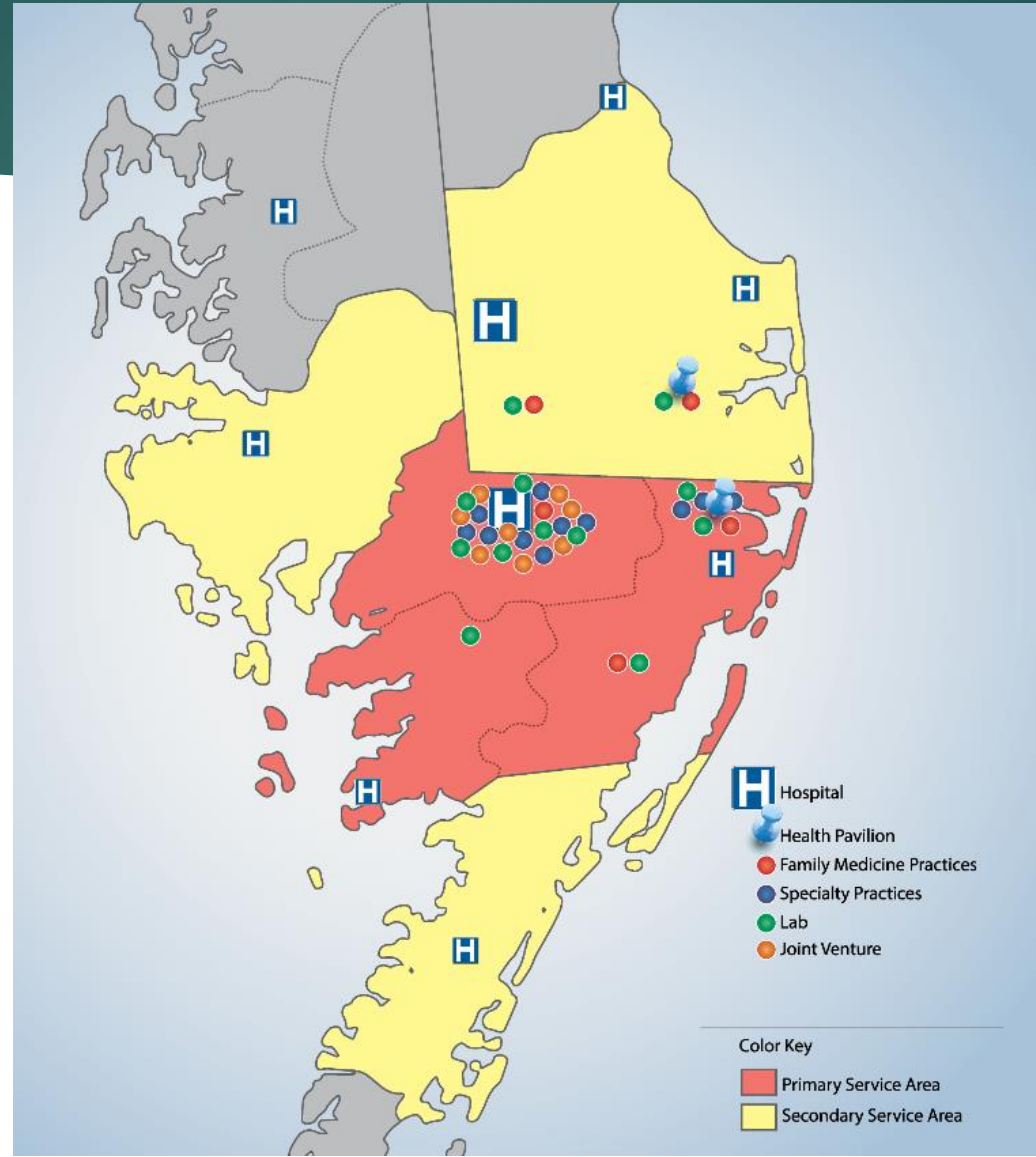 H
H
H
H
H
H
H
H
H
H
H Hospital
Health Pavilion
Family Medicine Practices
Specialty Practices
Lab
Joint Venture
Color Key
Primary Service Area
Secondary Service Area